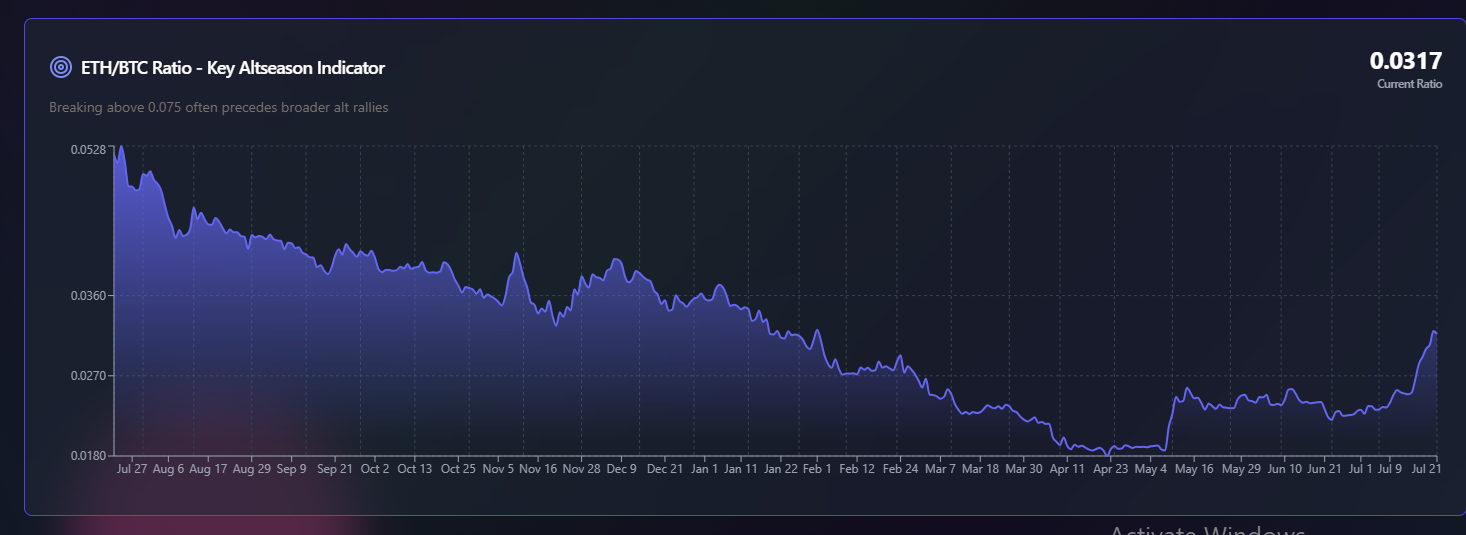 ETH/BTC Ratio - Key Altseason Indicator
0.0317
Current Ratio
Breaking above 0.075 often precedes broader alt rallies
0.0528
0.0360
0.0270
0.0180
Jul 27 Aug 6 Aug 17 Aug 29 Sep 9 Sep 21 Oct 2 Oct 13 Oct 25 Nov 5 Nov 16 Nov 28 Dec 9 Dec 21 Jan 1 Jan 11 Jan 22 Feb 1 Feb 12 Feb 24 Mar 7 Mar 18 Mar 30 Apr 11 Apr 23 May 4 May 16 May 29 Jun 10 Jun 21 Jul 1 Jul 9 Jul 21
Activate Windows